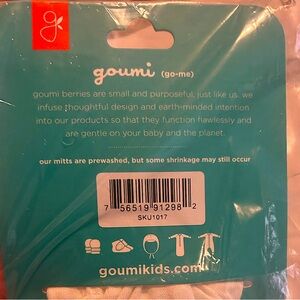 goumi (go-me)
goumi berries are small and purposeful, just like us. we
infuse thoughtful design and earth-minded intention
into our products so that they function flawlessly and
are gentle on your baby and the planet.
our mitts are prewashed, but some shrinkage may still occur
7 56519 91298 2
SKU1017
goumikids.com